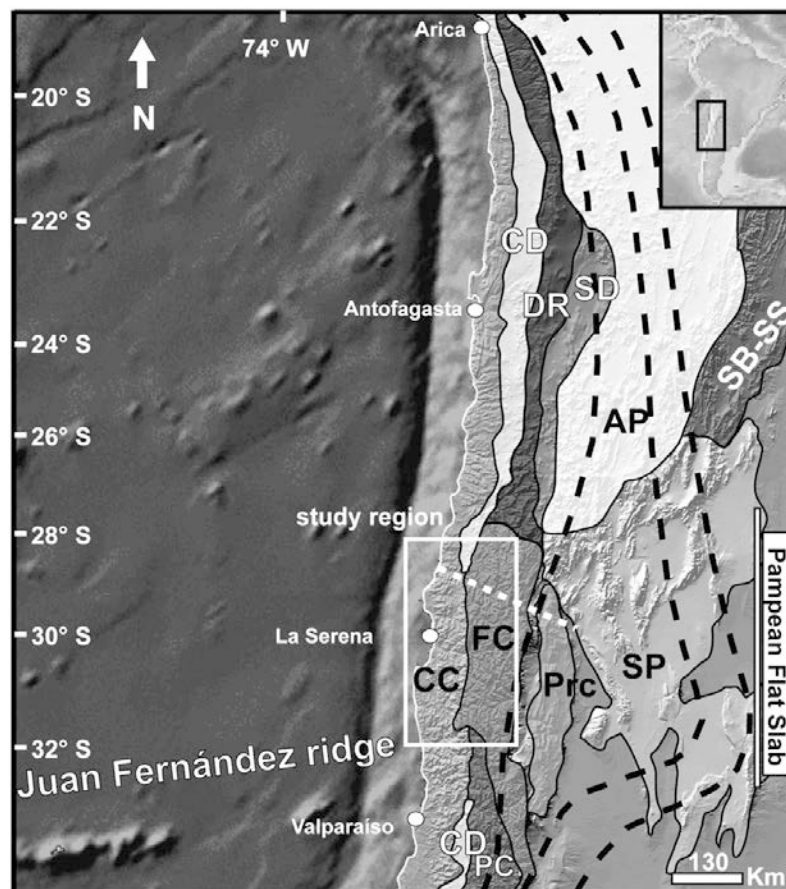 Arica
74° W
N
20° S
22° S
CD
SD
DR
Antofagasta
24° S
SB-SS
AP
26° S
study region
28° S
Pampean Flat Slab
La Serena
30° S
FC
CC
SP
Prc
32° S
Juan Fernández ridge
Valparaíso
CD
PC
130
Km